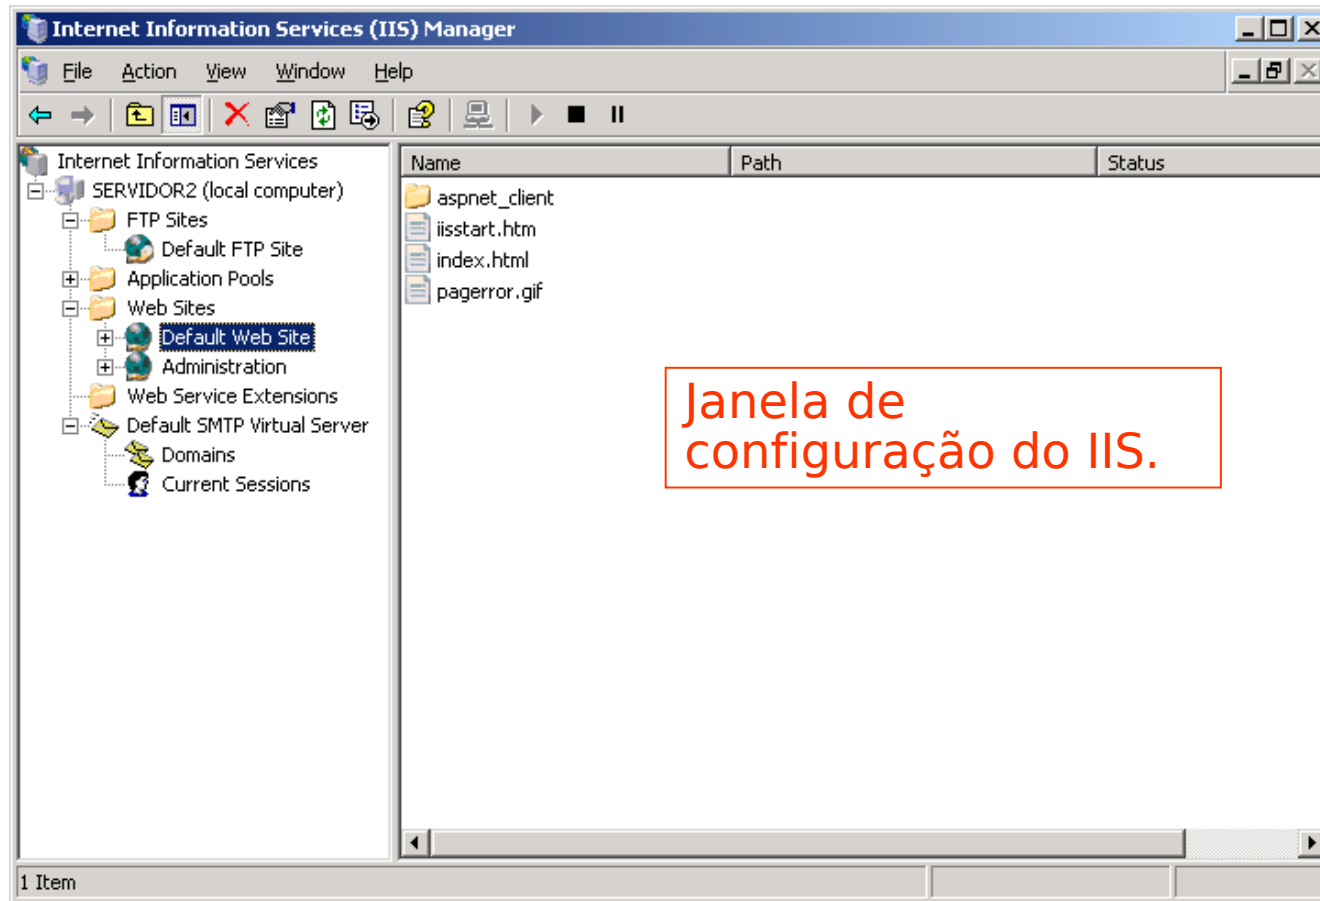 Internet Information Services (IIS) Manager
File Action View Window Help
Internet Information Services
SERVIDOR2 (local computer)
FTP Sites
Default FTP Site
Application Pools
Web Sites
Default Web Site
Administration
Web Service Extensions
Default SMTP Virtual Server
Domains
Current Sessions
Name Path Status
aspnet_client
iisstart.htm
index.html
pagerror.gif
Janela de
configuração do IIS.
1 Item